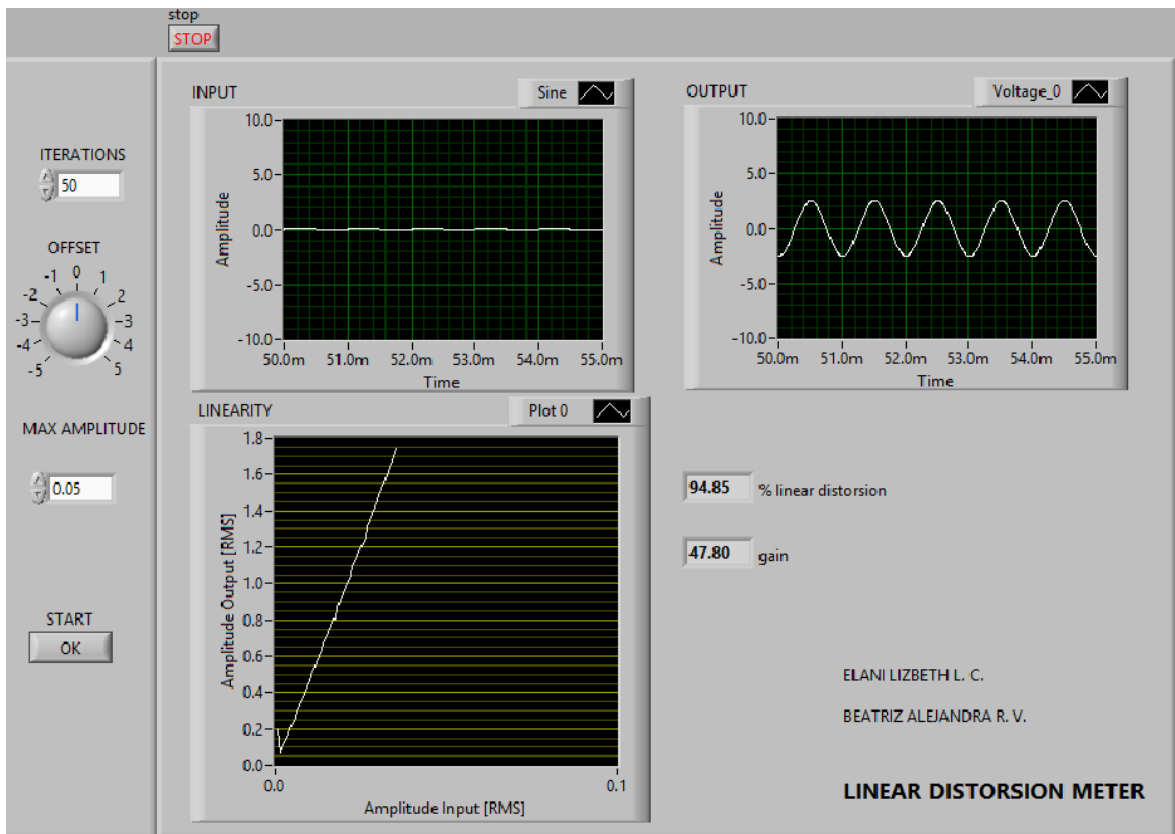 stop
STOP
ITERATIONS
50
OFFSET
-5 -4 -3 -2 -1 0 1 2 -3 4 5
MAX AMPLITUDE
0.05
START
OK
INPUT
Sine
Amplitude
10.0
5.0
0.0
-5.0
-10.0
50.0m 51.0m 52.0m 53.0m 54.0m 55.0m
Time
OUTPUT
Voltage_0
Amplitude
10.0
5.0
0.0
-5.0
-10.0
50.0m 51.0m 52.0m 53.0m 54.0m 55.0m
Time
LINEARITY
Plot 0
Amplitude Output [RMS]
1.8
1.6
1.4
1.2
1.0
0.8
0.6
0.4
0.2
0.0
0.0 0.1
Amplitude Input [RMS]
94.85 % linear distorsion
47.80 gain
ELANI LIZBETH L. C.
BEATRIZ ALEJANDRA R. V.
LINEAR DISTORSION METER